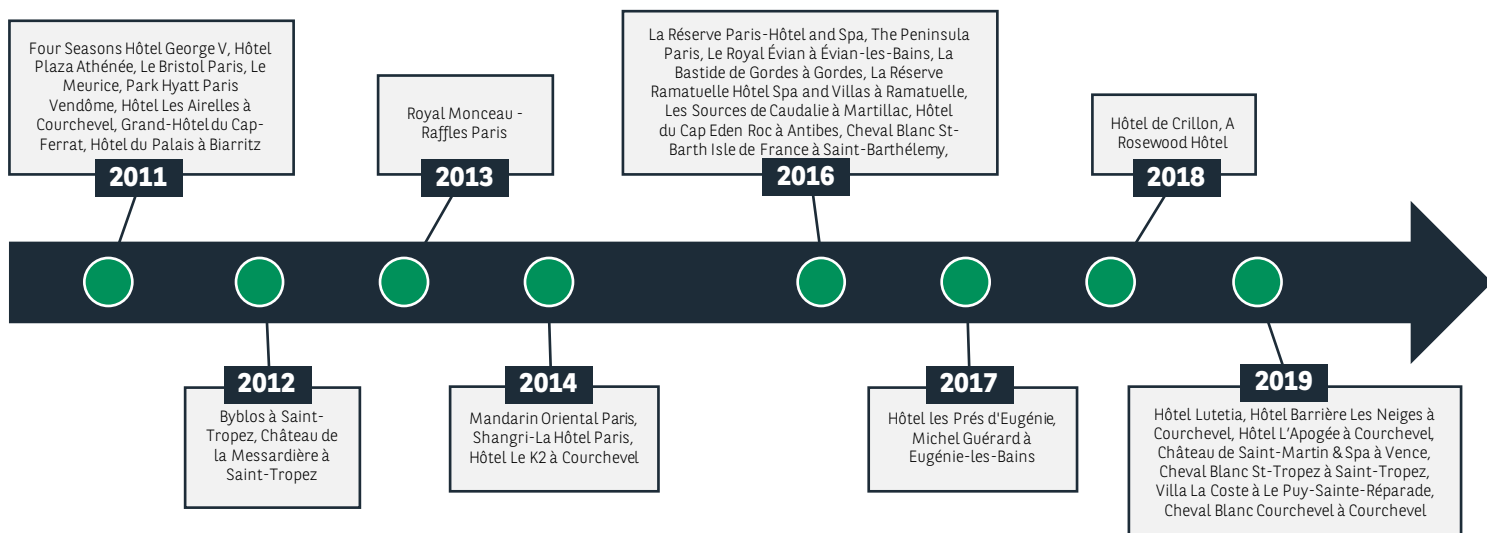 Four Seasons Hôtel George V, Hôtel
Plaza Athénée, Le Bristol Paris, Le
Meurice, Park Hyatt Paris
Vendôme, Hôtel Les Airelles à
Courchevel, Grand-Hôtel du Cap-
Ferrat, Hôtel du Palais à Biarritz
2011
Byblos à Saint-
Tropez, Château de
la Messardière à
Saint-Tropez
2012
Royal Monceau -
Raffles Paris
2013
Mandarin Oriental Paris,
Shangri-La Hôtel Paris,
Hôtel Le K2 à Courchevel
2014
La Réserve Paris-Hôtel and Spa, The Peninsula
Paris, Le Royal Évian à Évian-les-Bains, La
Bastide de Gordes à Gordes, La Réserve
Ramatuelle Hôtel Spa and Villas à Ramatuelle,
Les Sources de Caudalie à Martillac, Hôtel
du Cap Eden Roc à Antibes, Cheval Blanc St-
Barth Isle de France à Saint-Barthélemy,
2016
2017
Hôtel les Prés d'Eugénie,
Michel Guérard à
Eugénie-les-Bains
Hôtel de Crillon, A
Rosewood Hôtel
2018
2019
Hôtel Lutetia, Hôtel Barrière Les Neiges à
Courchevel, Hôtel L’Apogée à Courchevel,
Château de Saint-Martin & Spa à Vence,
Cheval Blanc St-Tropez à Saint-Tropez,
Villa La Coste à Le Puy-Sainte-Réparade,
Cheval Blanc Courchevel à Courchevel